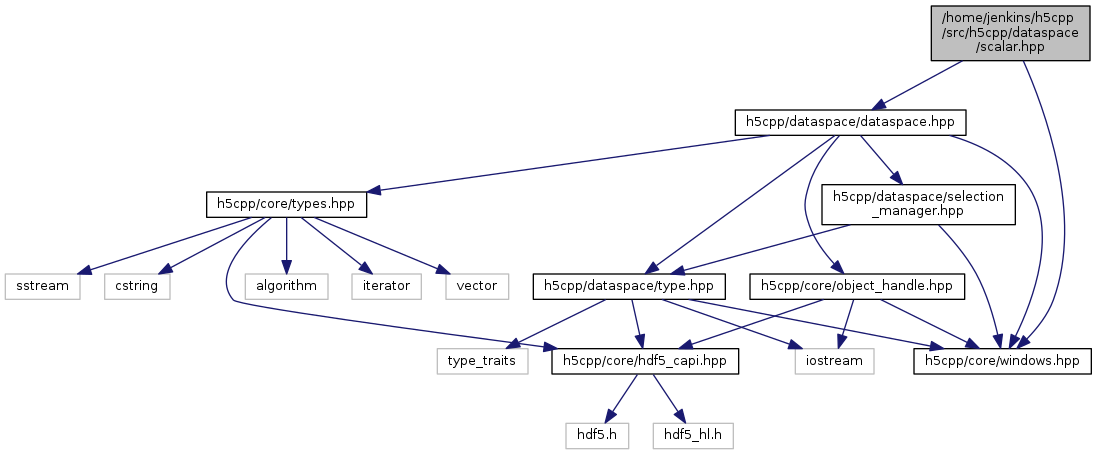 /home/jenkins/h5cpp
/src/h5cpp/dataspace
/scalar.hpp
h5cpp/dataspace/dataspace.hpp
h5cpp/core/types.hpp
h5cpp/dataspace/selection
_manager.hpp
sstream
cstring
algorithm
iterator
vector
h5cpp/dataspace/type.hpp
h5cpp/core/object_handle.hpp
type_traits
h5cpp/core/hdf5_capi.hpp
iostream
h5cpp/core/windows.hpp
hdf5.h
hdf5_hl.h